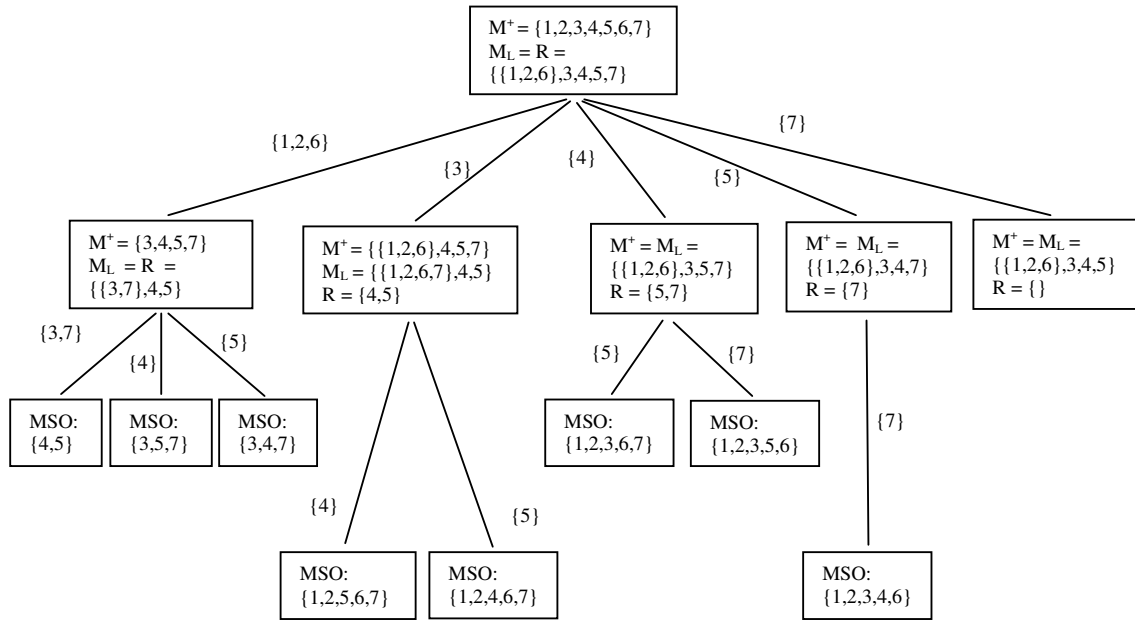 M⁺ = {1,2,3,4,5,6,7}
M_L = R =
{{1,2,6},3,4,5,7}
{1,2,6}
{3}
{4}
{5}
{7}
M⁺ = {3,4,5,7}
M_L = R =
{{3,7},4,5}
M⁺ = {{1,2,6},4,5,7}
M_L = {{1,2,6,7},4,5}
R = {4,5}
M⁺ = M_L =
{{1,2,6},3,5,7}
R = {5,7}
M⁺ = M_L =
{{1,2,6},3,4,7}
R = {7}
M⁺ = M_L =
{{1,2,6},3,4,5}
R = {}
{3,7}
{4}
{5}
{5}
{7}
{7}
MSO:
{4,5}
MSO:
{3,5,7}
MSO:
{3,4,7}
MSO:
{1,2,3,6,7}
MSO:
{1,2,3,5,6}
{4}
{5}
MSO:
{1,2,5,6,7}
MSO:
{1,2,4,6,7}
MSO:
{1,2,3,4,6}